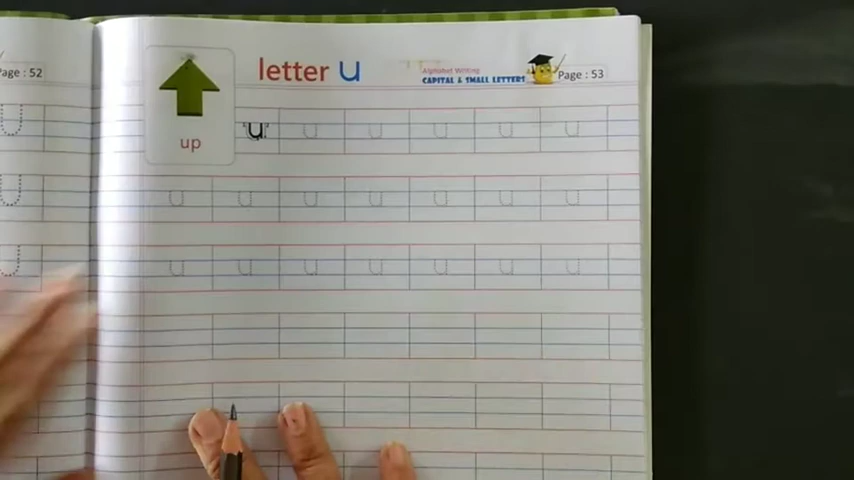 Page : 52
letter u
Alphabet Writing
CAPITAL & SMALL LETTERS
Page : 53
up
u u u u u u
u u u u u u u
u u u u u u u